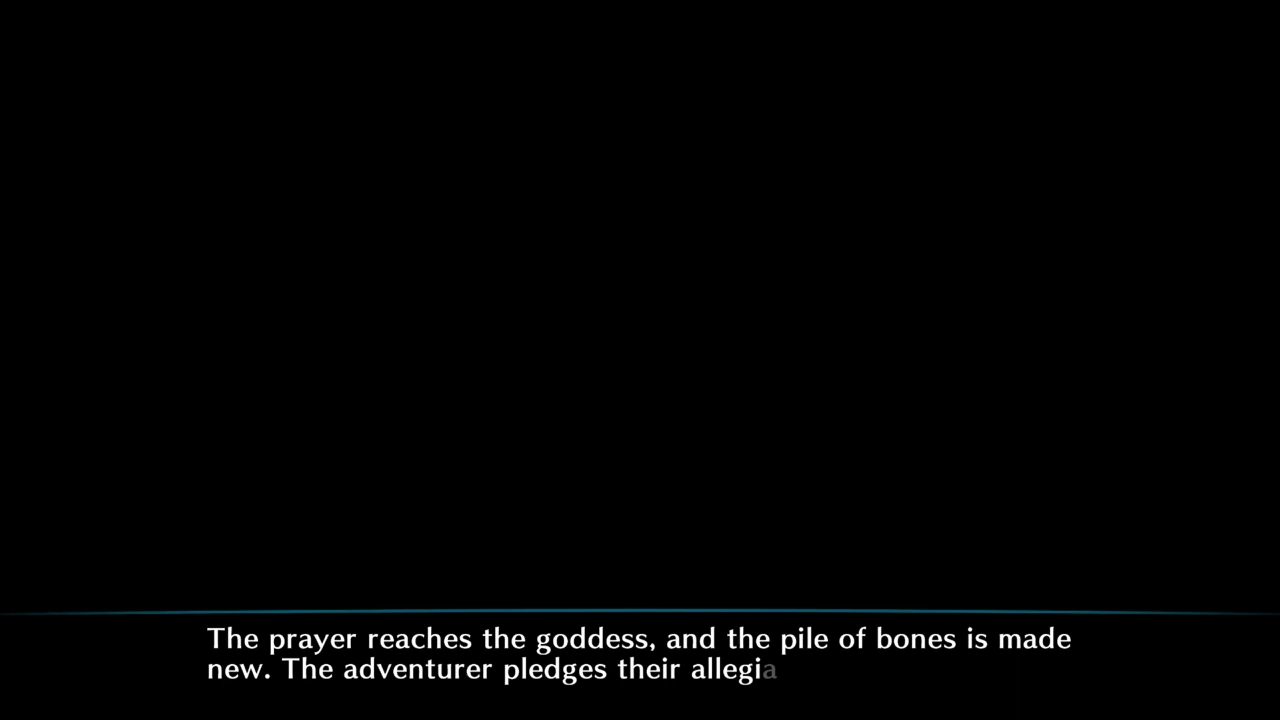 The prayer reaches the goddess, and the pile of bones is made
new. The adventurer pledges their allegia